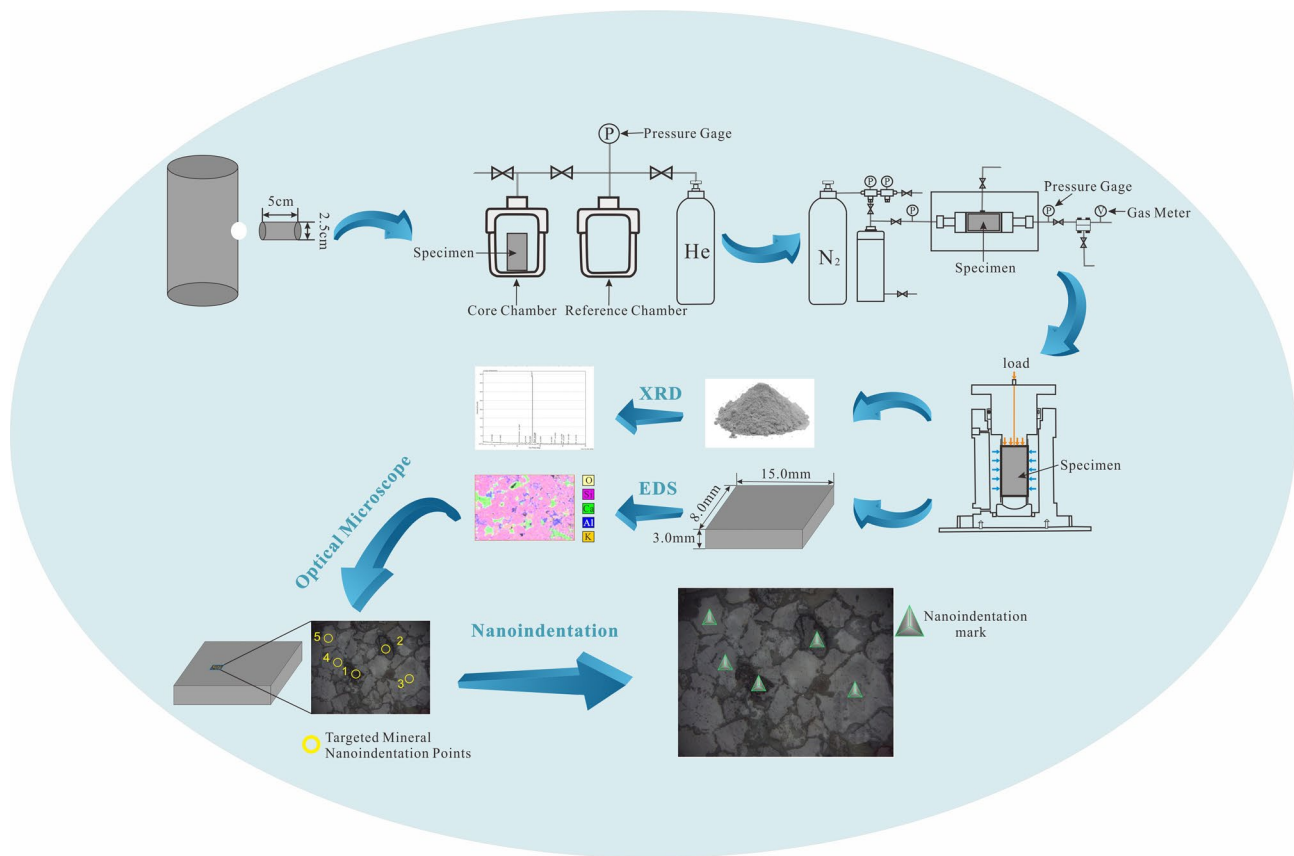 P
Pressure Gage
5cm
2.5cm
Specimen
He
Core Chamber
Reference Chamber
N2
P
P
P
P
V
Pressure Gage
Gas Meter
Specimen
load
Specimen
XRD
EDS
O
Si
Ca
Al
K
15.0mm
8.0mm
3.0mm
Optical Microscope
5
4
1
2
3
Targeted Mineral
Nanoindentation Points
Nanoindentation
Nanoindentation
mark